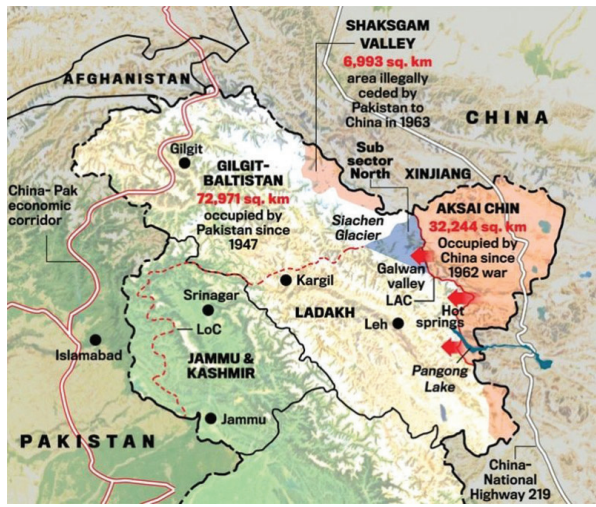 SHAKSGAM
VALLEY
6,993 sq. km
area illegally
ceded by
Pakistan to
China in 1963
AFGHANISTAN
CHINA
Sub
sector
North
XINJIANG
Gilgit
GILGIT-
BALTISTAN
72,971 sq. km
occupied by
Pakistan since
1947
China- Pak
economic
corridor
Siachen
Glacier
AKSAI CHIN
32,244 sq. km
Occupied by
China since
1962 war
Galwan
valley
LAC
Kargil
Srinagar
LADAKH
Hot
springs
Leh
LoC
Islamabad
JAMMU &
KASHMIR
Pangong
Lake
Jammu
PAKISTAN
China-
National
Highway 219